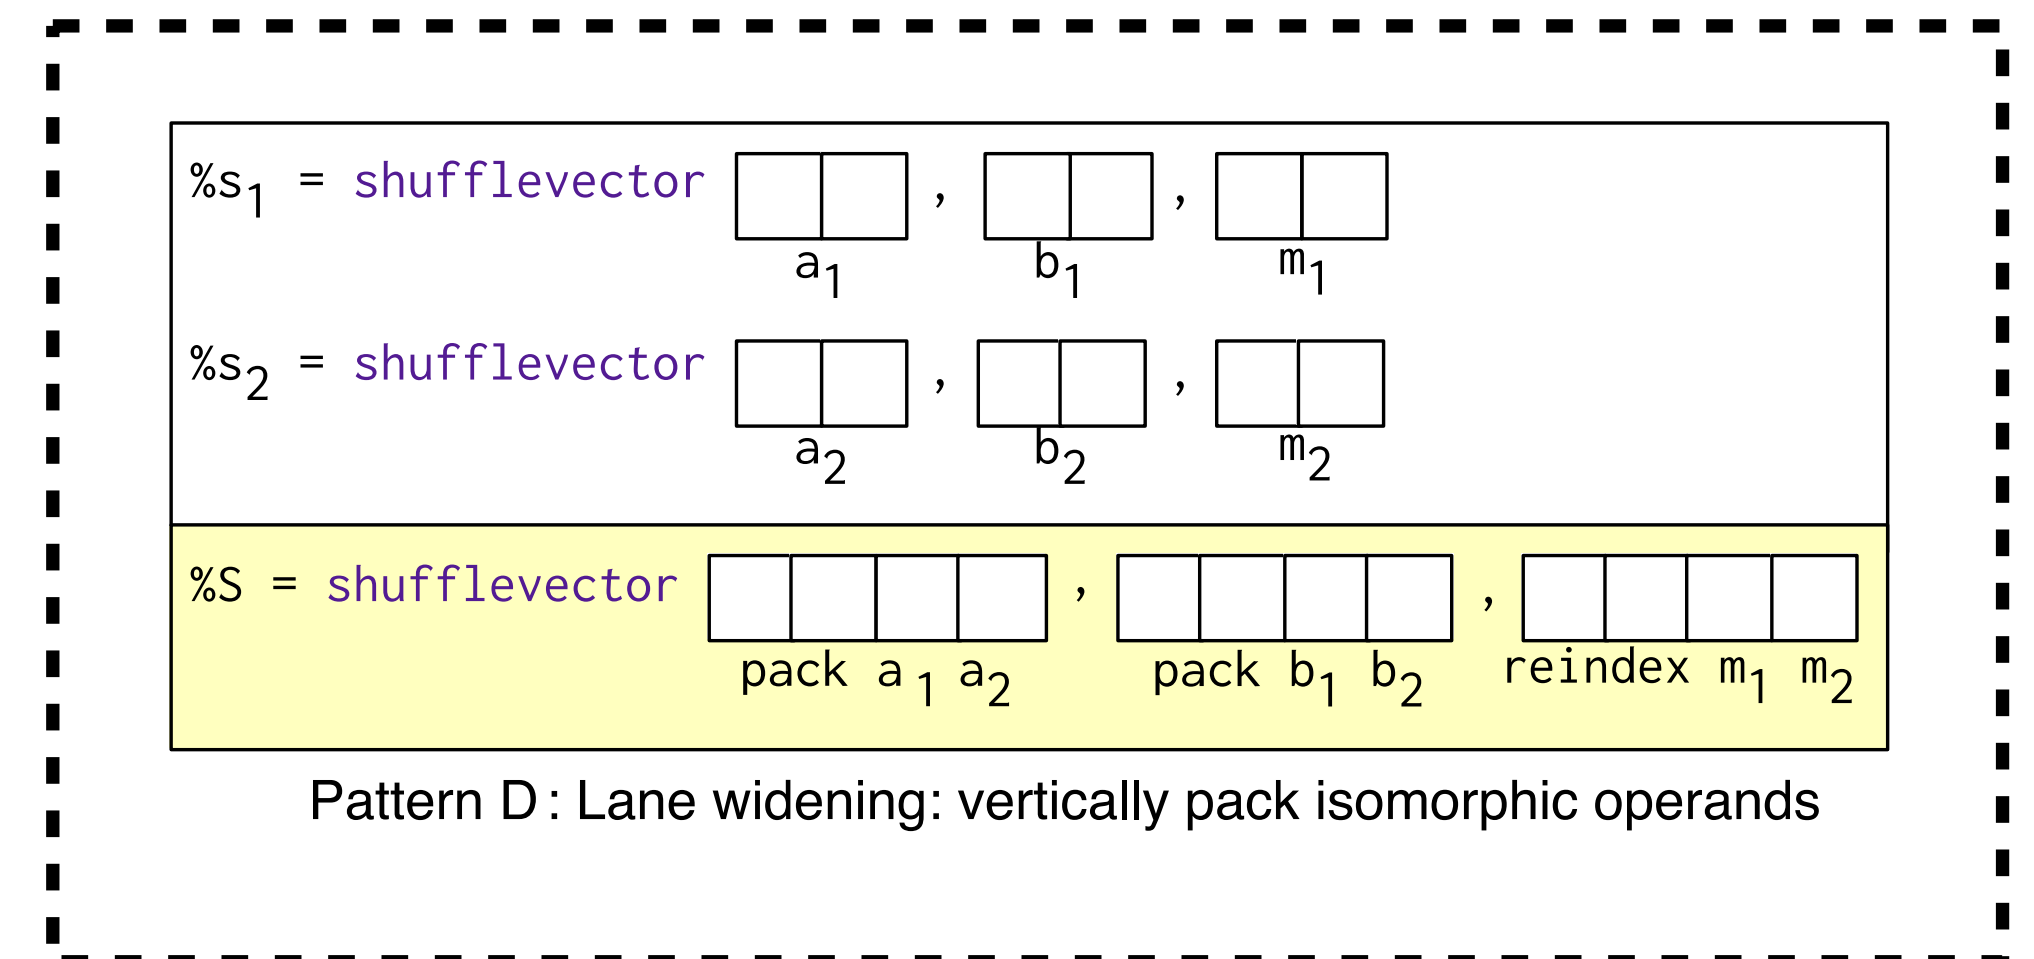 %s₁ = shufflevector , ,
a₁ b₁ m₁
%s₂ = shufflevector , ,
a₂ b₂ m₂
%S = shufflevector , ,
pack a₁ a₂ pack b₁ b₂ reindex m₁ m₂
Pattern D: Lane widening: vertically pack isomorphic operands